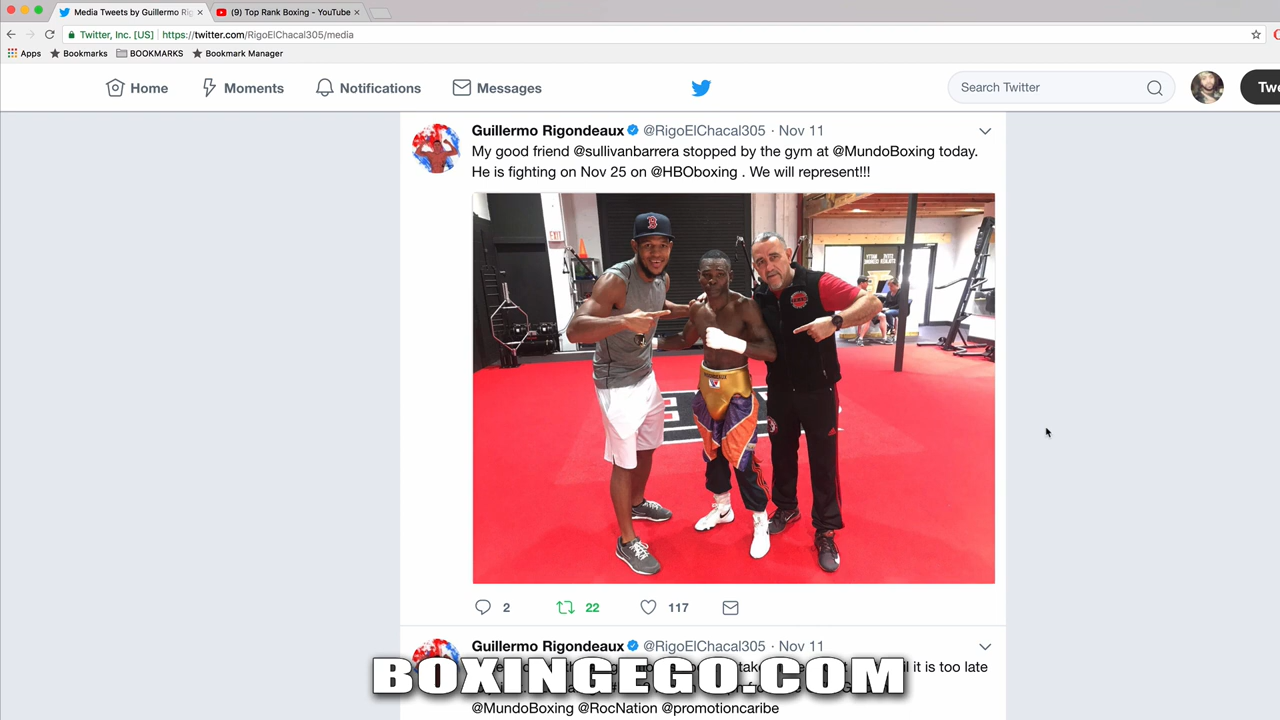 Media Tweets by Guillermo Rig
(9) Top Rank Boxing - YouTube
Twitter, Inc. [US]
https://twitter.com/RigoElChacal305/media
Apps
Bookmarks
BOOKMARKS
Bookmark Manager
Home
Moments
Notifications
Messages
Search Twitter
Guillermo Rigondeaux @RigoElChacal305 · Nov 11
My good friend @sullivanbarrera stopped by the gym at @MundoBoxing today.
He is fighting on Nov 25 on @HBOboxing . We will represent!!!
EXIT
B
2
22
117
Guillermo Rigondeaux @RigoElChacal305 · Nov 11
it is too late
BOXINGEGO.COM
@MundoBoxing @RocNation @promotioncaribe